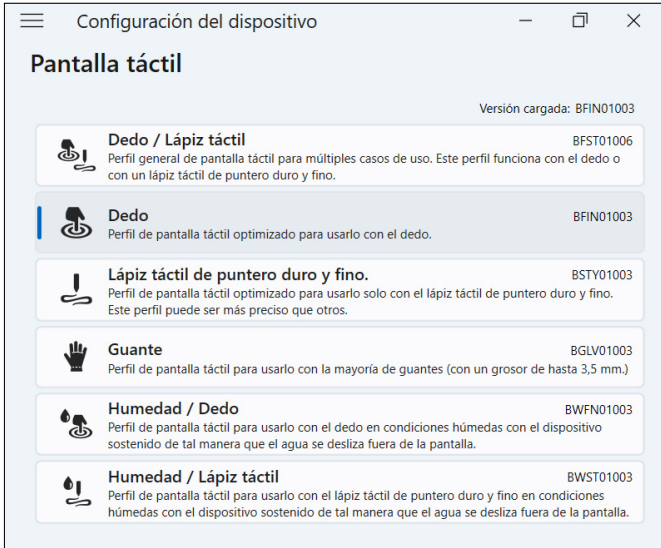 Configuración del dispositivo
Pantalla táctil
Versión cargada: BFIN01003
Dedo / Lápiz táctil BFST01006
Perfil general de pantalla táctil para múltiples casos de uso. Este perfil funciona con el dedo o
con un lápiz táctil de puntero duro y fino.
Dedo BFIN01003
Perfil de pantalla táctil optimizado para usarlo con el dedo.
Lápiz táctil de puntero duro y fino. BSTY01003
Perfil de pantalla táctil optimizado para usarlo solo con el lápiz táctil de puntero duro y fino.
Este perfil puede ser más preciso que otros.
Guante BGLV01003
Perfil de pantalla táctil para usarlo con la mayoría de guantes (con un grosor de hasta 3,5 mm.)
Humedad / Dedo BWFN01003
Perfil de pantalla táctil para usarlo con el dedo en condiciones húmedas con el dispositivo
sostenido de tal manera que el agua se desliza fuera de la pantalla.
Humedad / Lápiz táctil BWST01003
Perfil de pantalla táctil para usarlo con el lápiz táctil de puntero duro y fino en condiciones
húmedas con el dispositivo sostenido de tal manera que el agua se desliza fuera de la pantalla.